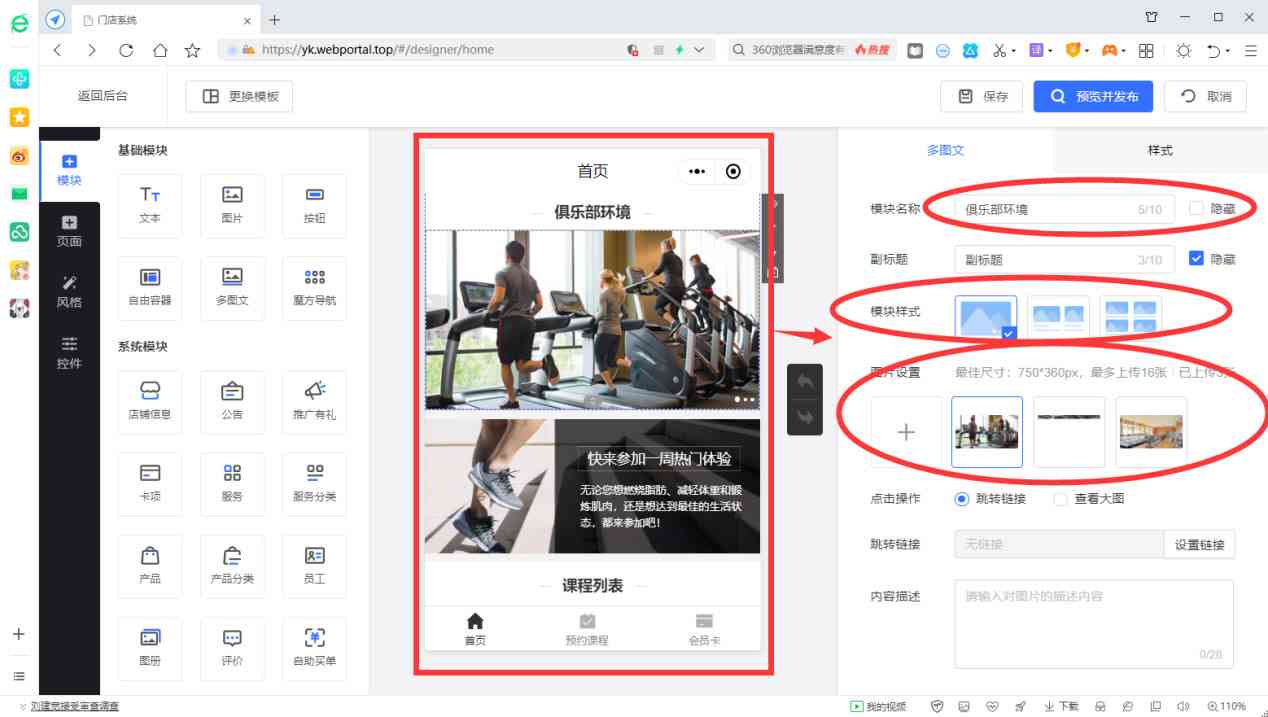 门店系统
https://yk.webportal.top/#/designer/home
360浏览器满意度有
热搜
译
返回后台
更换模板
保存
预览并发布
取消
模块
页面
风格
控件
基础模块
文本
图片
按钮
自由容器
多图文
魔方导航
系统模块
店铺信息
公告
推广有礼
卡项
服务
服务分类
产品
产品分类
员工
图册
评价
自助买单
首页
俱乐部环境
快来参加一周热门体验
无论您想燃烧脂肪、减轻体重和锻
炼肌肉，还是想达到最佳的生活状
态，都来参加吧！
课程列表
首页
预约课程
会员卡
多图文
样式
模块名称
俱乐部环境
5/10
隐藏
副标题
副标题
3/10
隐藏
模块样式
图片设置
最佳尺寸：750*360px，最多上传16张
点击操作
跳转链接
查看大图
跳转链接
无链接
设置链接
内容描述
请输入对图片的描述内容
0/28
刘建宽接受审查调查
我的视频
下载
110%